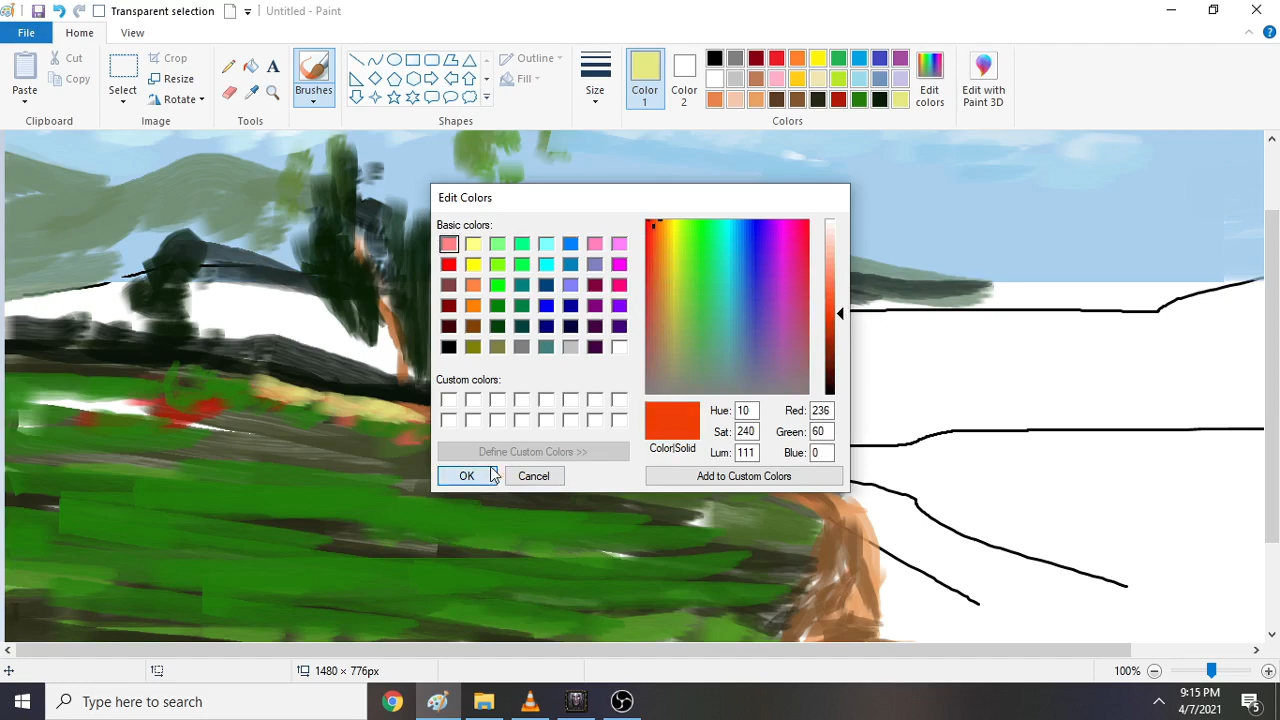 Transparent selection Untitled - Paint
File Home View
Paste
Cut
Copy
Clipboard
Select
Crop
Resize
Rotate
Image
A
Tools
Brushes
Outline
Fill
Shapes
Size
Color
1
Color
2
Edit
colors
Colors
Edit with
Paint 3D
Edit Colors
Basic colors:
Custom colors:
Define Custom Colors >>
OK Cancel
Color|Solid
Hue: 10 Red: 236
Sat: 240 Green: 60
Lum: 111 Blue: 0
Add to Custom Colors
1480 × 776px 100%
Type here to search
9:15 PM
4/7/2021
5